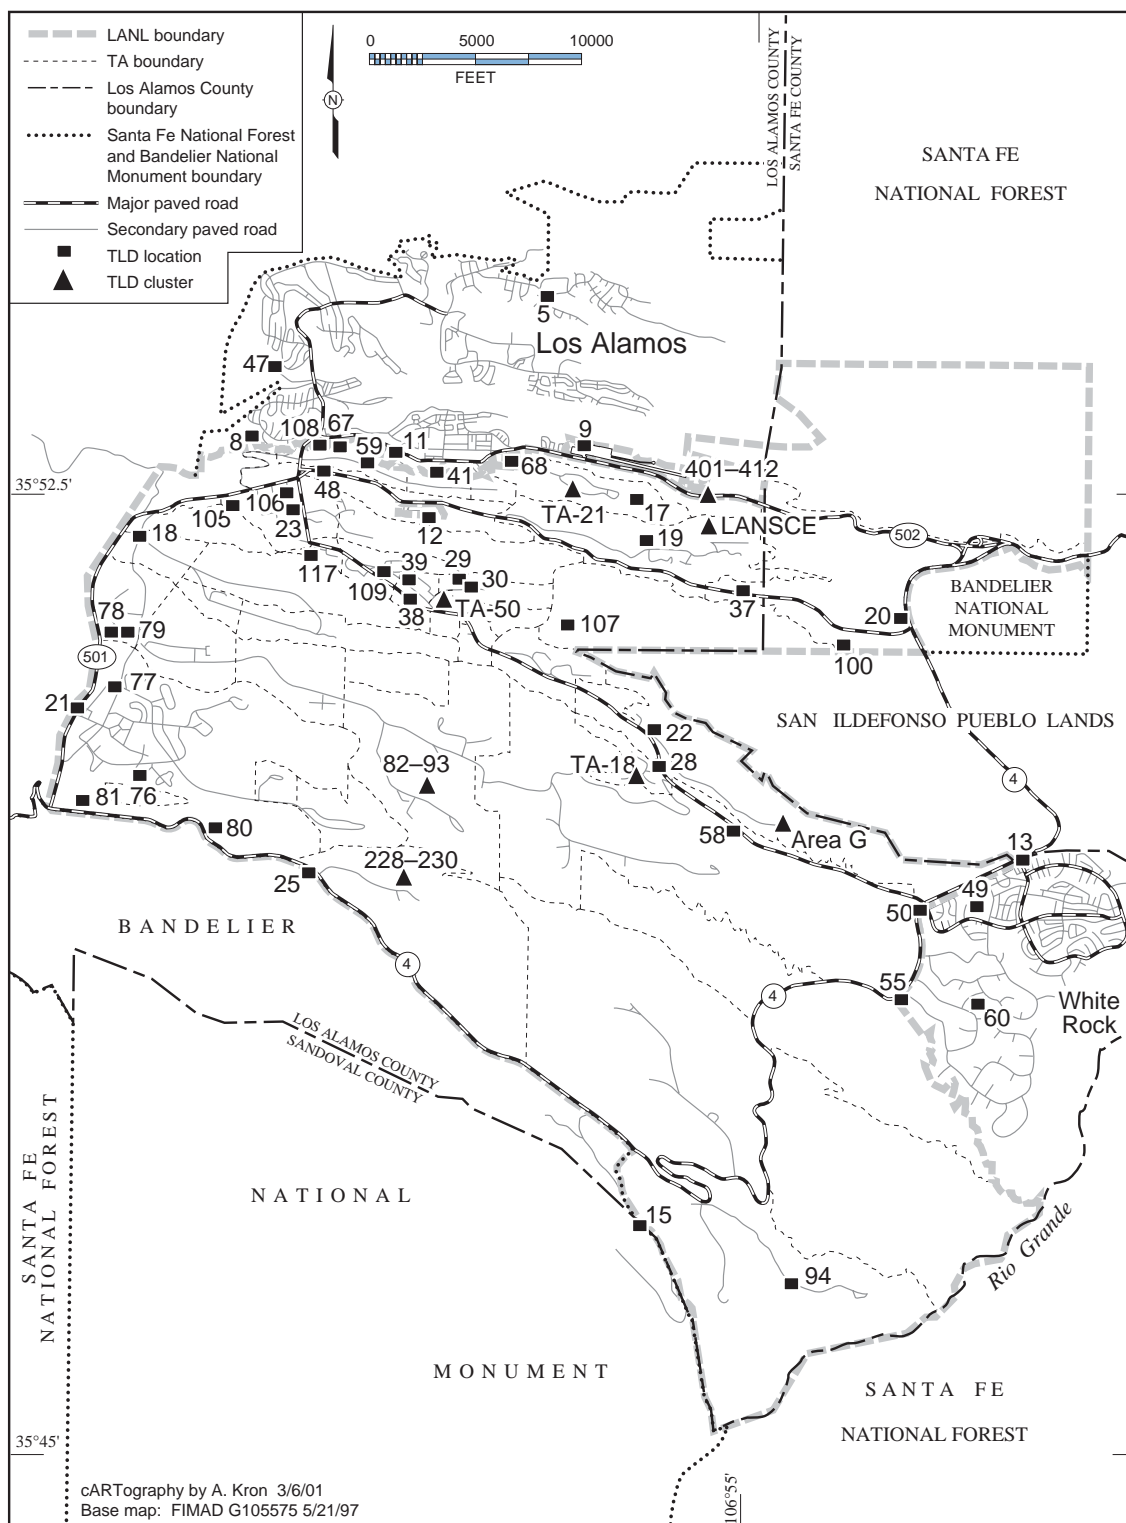 LANL boundary
TA boundary
Los Alamos County
boundary
Santa Fe National Forest
and Bandelier National
Monument boundary
Major paved road
Secondary paved road
TLD location
TLD cluster
N
0 5000 10000
FEET
LOS ALAMOS COUNTY
SANTA FE COUNTY
SANTA FE
NATIONAL FOREST
5
Los Alamos
47
8
108
67
59
11
41
68
9
401–412
35°52.5'
48
106
105
23
18
12
TA-21
17
19
LANSCE
502
117
109
39
38
29
30
TA-50
107
37
20
100
BANDELIER
NATIONAL
MONUMENT
78
79
501
77
21
SAN ILDEFONSO PUEBLO LANDS
22
TA-18
28
82–93
4
81
76
80
58
Area G
13
25
228–230
50
49
BANDELIER
4
4
55
60
White
Rock
LOS ALAMOS COUNTY
SANDOVAL COUNTY
SANTA FE
NATIONAL FOREST
NATIONAL
15
94
Rio Grande
MONUMENT
SANTA FE
NATIONAL FOREST
35°45'
106°55'
cARTography by A. Kron 3/6/01
Base map: FIMAD G105575 5/21/97